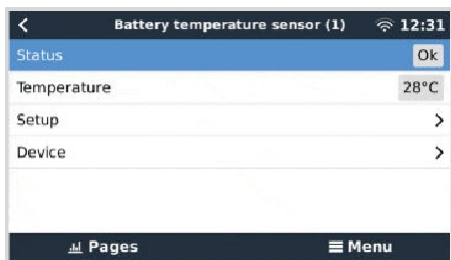 Battery temperature sensor (1) 12:31
Status Ok
Temperature 28°C
Setup
Device
Pages Menu